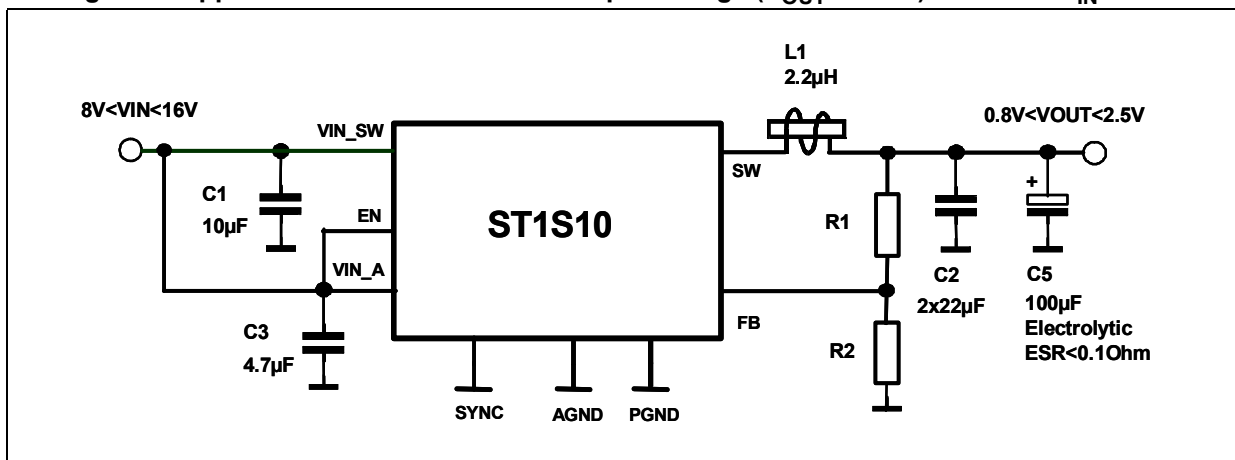 L1
2.2µH
8V<VIN<16V
0.8V<VOUT<2.5V
VIN_SW
SW
C1
10µF
EN
ST1S10
R1
+
VIN_A
C2
2x22µF
C5
100µF
Electrolytic
ESR<0.1Ohm
C3
4.7µF
FB
R2
SYNC
AGND
PGND